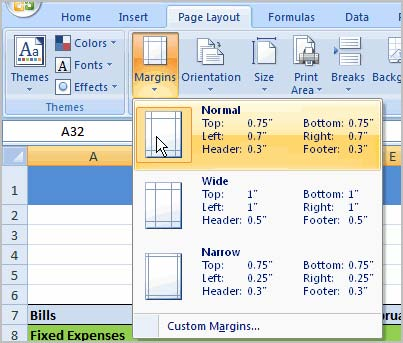 Home Insert Page Layout Formulas Data
Aa Colors
Fonts
Effects
Themes Margins Orientation Size Print Area Breaks
Themes
A32
A E
Normal
Top: 0.75" Bottom: 0.75"
Left: 0.7" Right: 0.7"
Header: 0.3" Footer: 0.3"
1
Wide
Top: 1" Bottom: 1"
Left: 1" Right: 1"
Header: 0.5" Footer: 0.5"
2
3
4
5
6
Narrow
Top: 0.75" Bottom: 0.75"
Left: 0.25" Right: 0.25"
Header: 0.3" Footer: 0.3"
7 Bills
8 Fixed Expenses
Custom Margins...